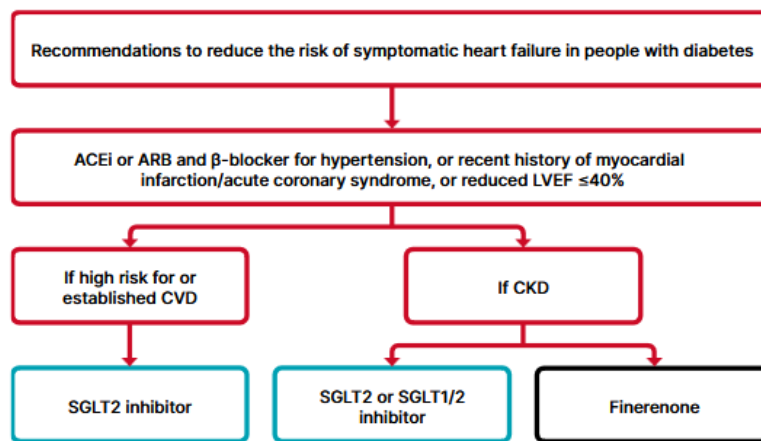 Recommendations to reduce the risk of symptomatic heart failure in people with diabetes
ACEi or ARB and β-blocker for hypertension, or recent history of myocardial
infarction/acute coronary syndrome, or reduced LVEF ≤40%
If high risk for or
established CVD
If CKD
SGLT2 inhibitor
SGLT2 or SGLT1/2
inhibitor
Finerenone